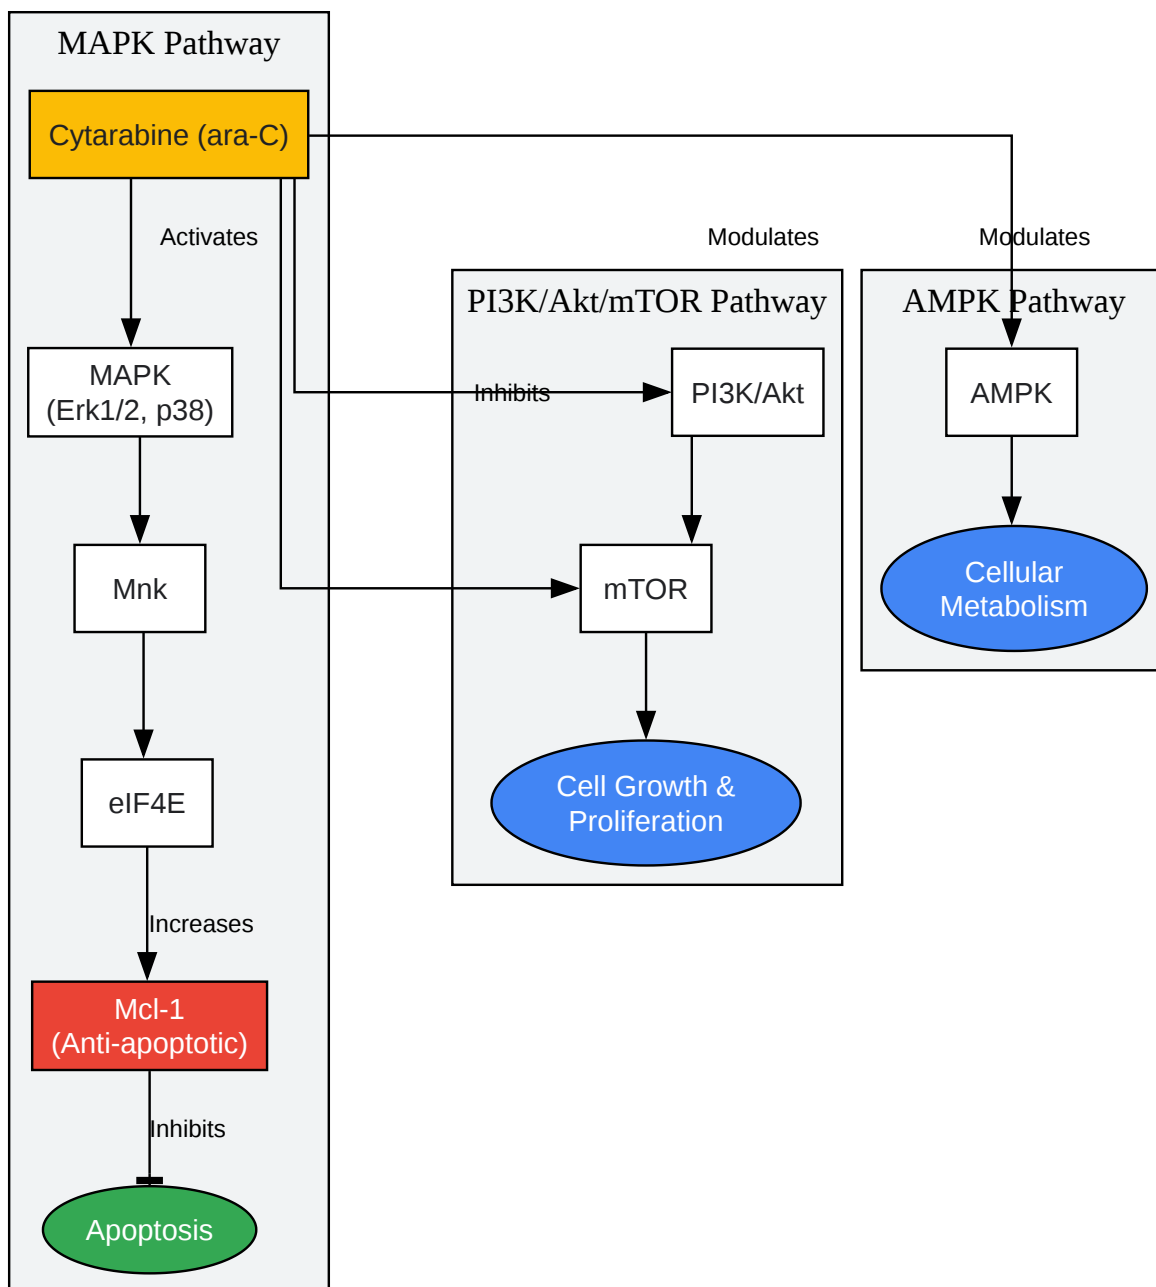 MAPK Pathway
Cytarabine (ara-C)
Activates
Modulates
Modulates
PI3K/Akt/mTOR Pathway
AMPK Pathway
MAPK
(Erk1/2, p38)
Inhibits
PI3K/Akt
AMPK
Mnk
mTOR
Cellular
Metabolism
eIF4E
Cell Growth &
Proliferation
Increases
Mcl-1
(Anti-apoptotic)
Inhibits
Apoptosis